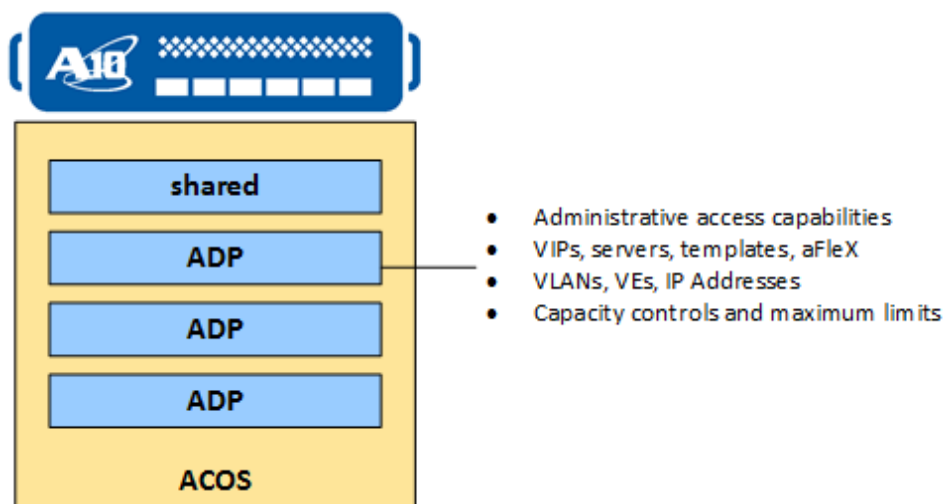 A10
shared
ADP
ADP
ADP
ACOS
• Administrative access capabilities
• VIPs, servers, templates, aFleX
• VLANs, VEs, IP Addresses
• Capacity controls and maximum limits